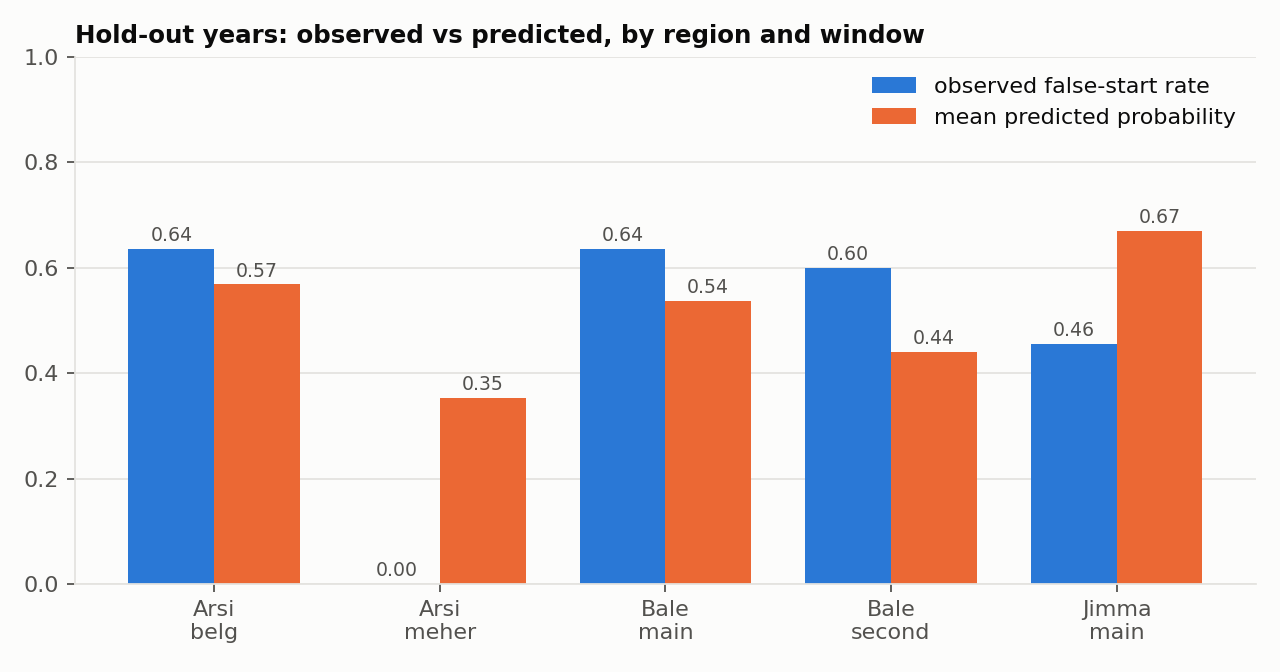 Hold-out years: observed vs predicted, by region and window
1.0
0.8
0.6
0.4
0.2
0.0
observed false-start rate
mean predicted probability
0.64
0.57
0.00
0.35
0.64
0.54
0.60
0.44
0.46
0.67
Arsi
belg
Arsi
meher
Bale
main
Bale
second
Jimma
main